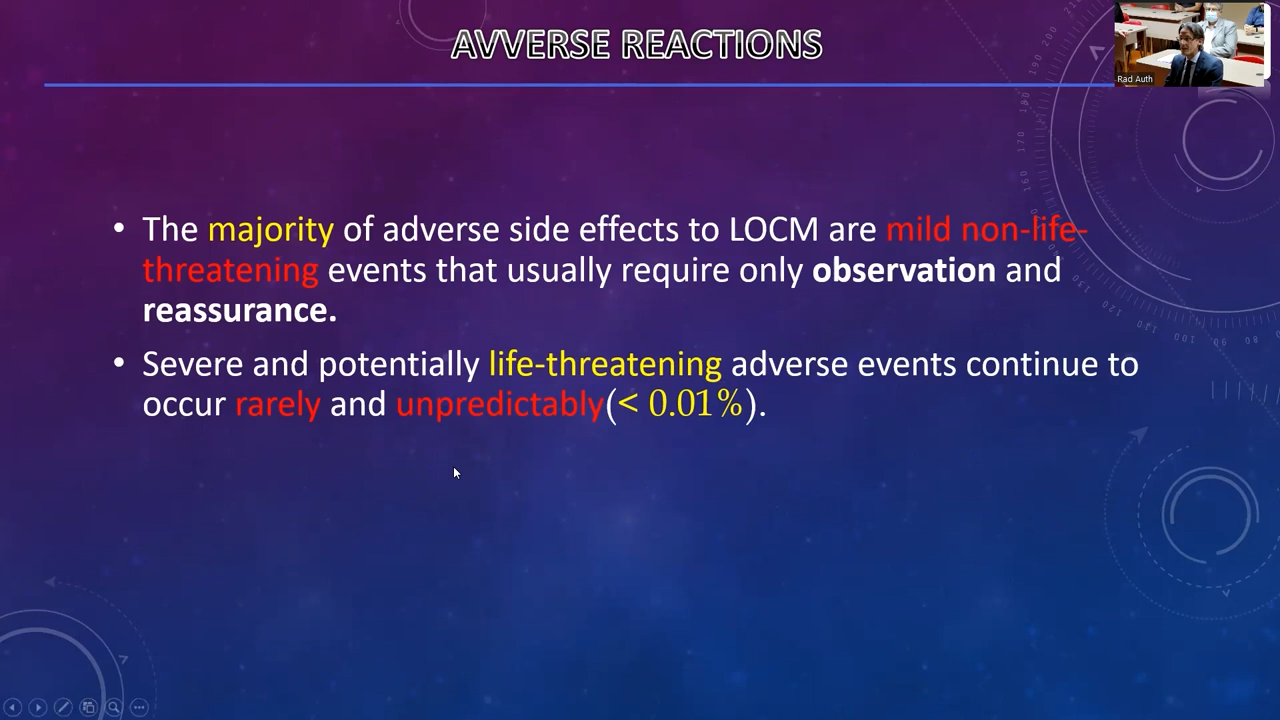 AVVERSE REACTIONS
Rad Auth
• The majority of adverse side effects to LOCM are mild non-life-
threatening events that usually require only observation and
reassurance.
• Severe and potentially life-threatening adverse events continue to
occur rarely and unpredictably(< 0.01%).